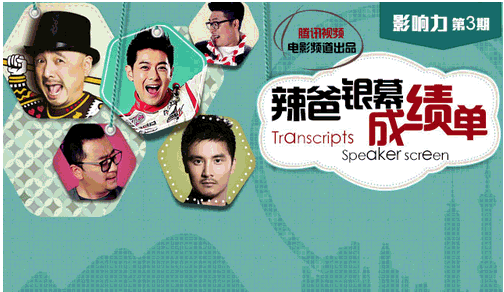 影响力 第3期
腾讯视频
电影频道出品
辣爸银幕
成绩单
Transcripts
Speaker screen